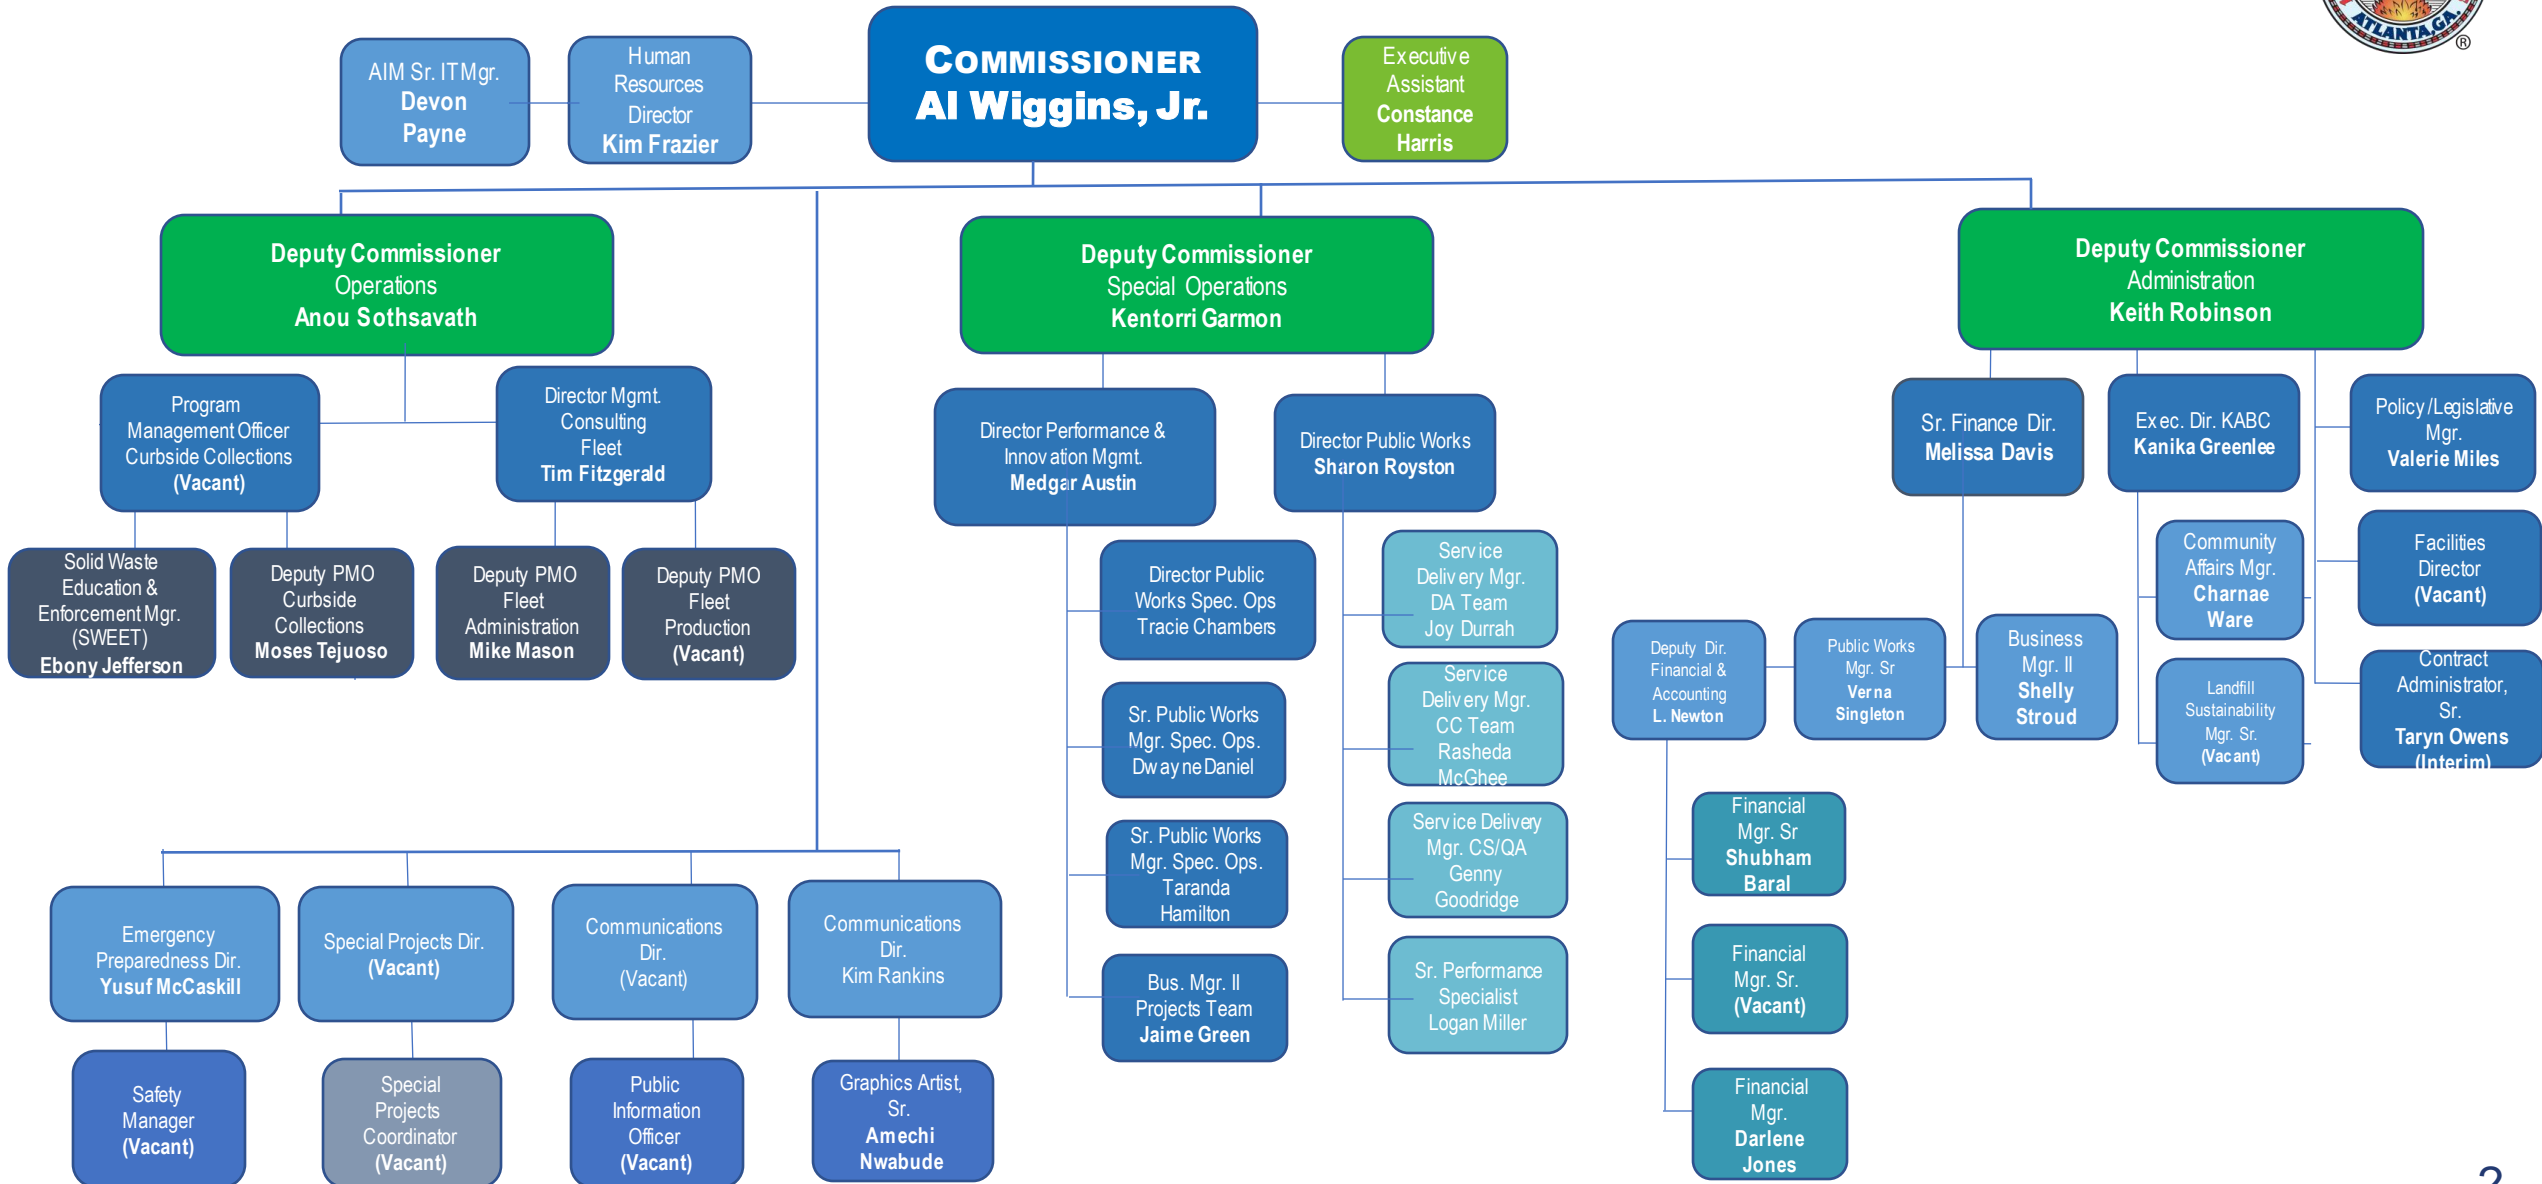 ATLANTA, GA.
®
AIM Sr. IT Mgr.
Devon
Payne
Human
Resources
Director
Kim Frazier
COMMISSIONER
Al Wiggins, Jr.
Executive
Assistant
Constance
Harris
Deputy Commissioner
Operations
Anou Sothsavath
Deputy Commissioner
Special Operations
Kentorri Garmon
Deputy Commissioner
Administration
Keith Robinson
Program
Management Officer
Curbside Collections
(Vacant)
Director Mgmt.
Consulting
Fleet
Tim Fitzgerald
Director Performance &
Innovation Mgmt.
Medgar Austin
Director Public Works
Sharon Royston
Sr. Finance Dir.
Melissa Davis
Exec. Dir. KABC
Kanika Greenlee
Policy/Legislative
Mgr.
Valerie Miles
Solid Waste
Education &
Enforcement Mgr.
(SWEET)
Ebony Jefferson
Deputy PMO
Curbside
Collections
Moses Tejuoso
Deputy PMO
Fleet
Administration
Mike Mason
Deputy PMO
Fleet
Production
(Vacant)
Director Public
Works Spec. Ops
Tracie Chambers
Service
Delivery Mgr.
DA Team
Joy Durrah
Community
Affairs Mgr.
Charnae
Ware
Facilities
Director
(Vacant)
Deputy Dir.
Financial &
Accounting
L. Newton
Public Works
Mgr. Sr
Verna
Singleton
Business
Mgr. II
Shelly
Stroud
Sr. Public Works
Mgr. Spec. Ops.
Dwayne Daniel
Service
Delivery Mgr.
CC Team
Rasheda
McGhee
Landfill
Sustainability
Mgr. Sr.
(Vacant)
Contract
Administrator,
Sr.
Taryn Owens
(Interim)
Sr. Public Works
Mgr. Spec. Ops.
Taranda
Hamilton
Service Delivery
Mgr. CS/QA
Genny
Goodridge
Financial
Mgr. Sr
Shubham
Baral
Emergency
Preparedness Dir.
Yusuf McCaskill
Special Projects Dir.
(Vacant)
Communications
Dir.
(Vacant)
Communications
Dir.
Kim Rankins
Bus. Mgr. II
Projects Team
Jaime Green
Sr. Performance
Specialist
Logan Miller
Financial
Mgr. Sr.
(Vacant)
Safety
Manager
(Vacant)
Special
Projects
Coordinator
(Vacant)
Public
Information
Officer
(Vacant)
Graphics Artist,
Sr.
Amechi
Nwabude
Financial
Mgr.
Darlene
Jones
2